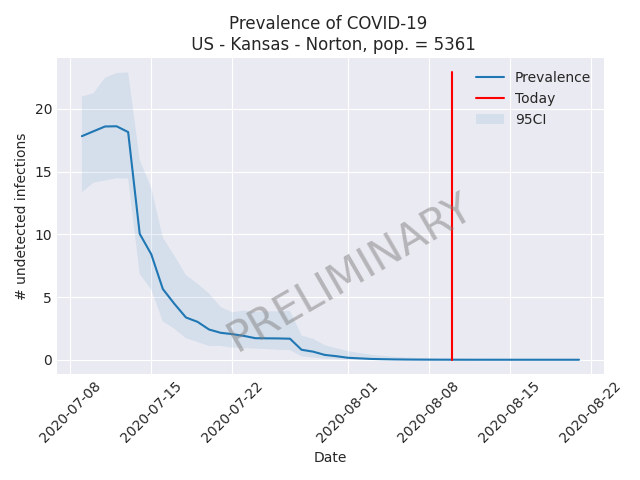 Prevalence of COVID-19
US - Kansas - Norton, pop. = 5361
Prevalence
Today
95CI
# undetected infections
20
15
10
5
0
PRELIMINARY
2020-07-08
2020-07-15
2020-07-22
2020-08-01
2020-08-08
2020-08-15
2020-08-22
Date